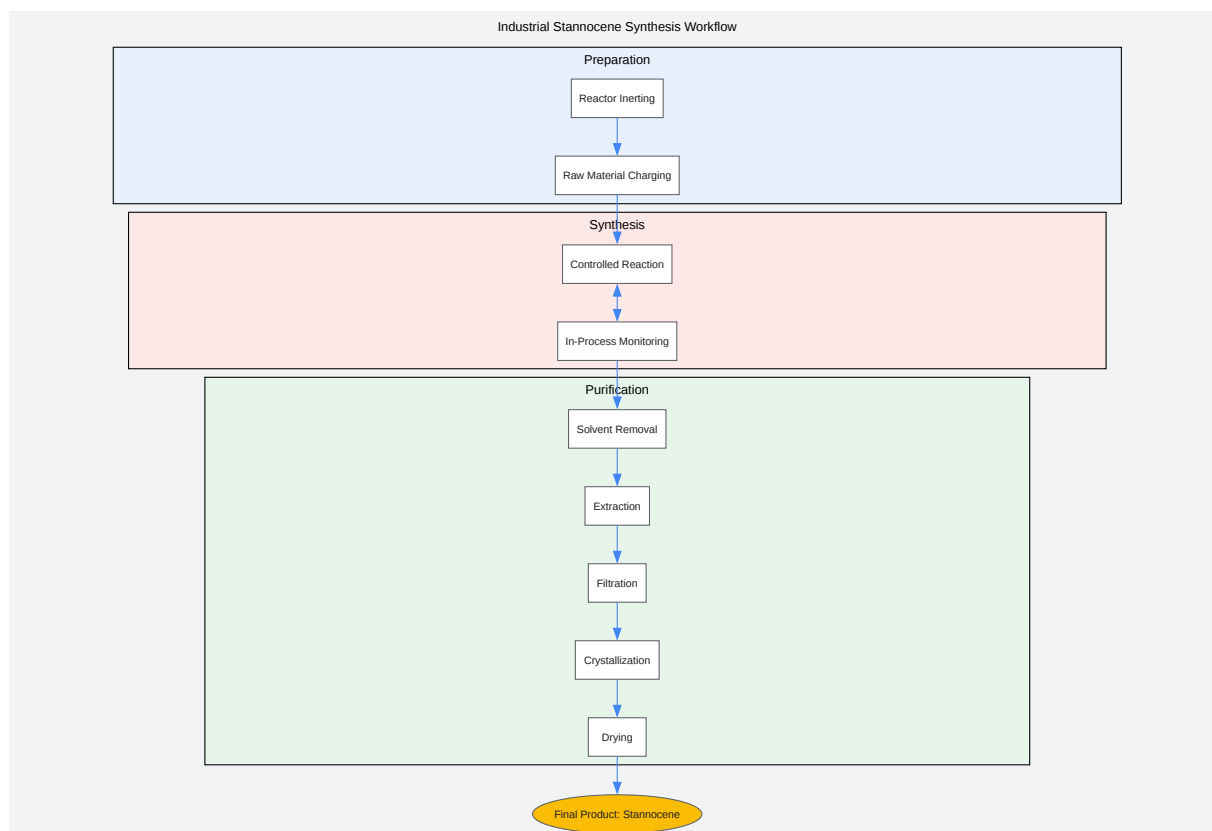 Industrial Stannocene Synthesis Workflow
Preparation
Reactor Inerting
Raw Material Charging
Synthesis
Controlled Reaction
In-Process Monitoring
Purification
Solvent Removal
Extraction
Filtration
Crystallization
Drying
Final Product: Stannocene